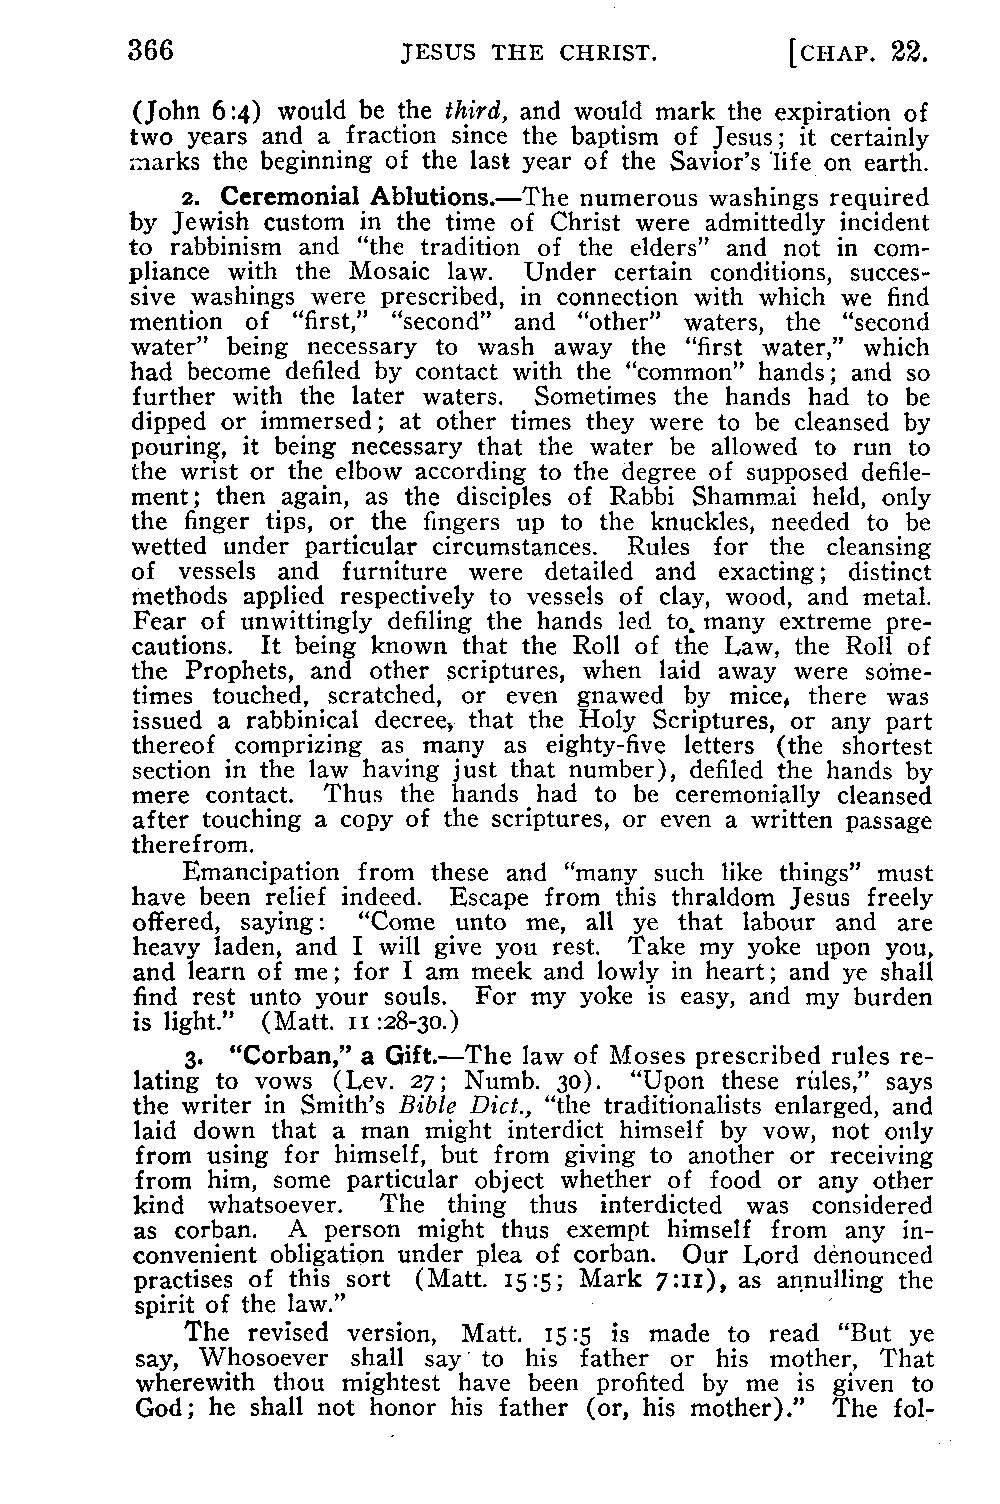 366 JESUS THE CHRIST. [CHAP. 22.
(John 6:4) would be the third, and would mark the expiration of
two years and a fraction since the baptism of Jesus; it certainly
marks the beginning of the last year of the Savior's life on earth.
2. Ceremonial Ablutions.—The numerous washings required
by Jewish custom in the time of Christ were admittedly incident
to rabbinism and “the tradition of the elders” and not in com-
pliance with the Mosaic law. Under certain conditions, succes-
sive washings were prescribed, in connection with which we find
mention of “first,” “second” and “other” waters, the “second
water” being necessary to wash away the “first water,” which
had become defiled by contact with the “common” hands; and so
further with the later waters. Sometimes the hands had to be
dipped or immersed; at other times they were to be cleansed by
pouring, it being necessary that the water be allowed to run to
the wrist or the elbow according to the degree of supposed defile-
ment; then again, as the disciples of Rabbi Shammai held, only
the finger tips, or the fingers up to the knuckles, needed to be
wetted under particular circumstances. Rules for the cleansing
of vessels and furniture were detailed and exacting; distinct
methods applied respectively to vessels of clay, wood, and metal.
Fear of unwittingly defiling the hands led to many extreme pre-
cautions. It being known that the Roll of the Law, the Roll of
the Prophets, and other scriptures, when laid away were some-
times touched, scratched, or even gnawed by mice, there was
issued a rabbinical decree, that the Holy Scriptures, or any part
thereof comprizing as many as eighty-five letters (the shortest
section in the law having just that number), defiled the hands by
mere contact. Thus the hands had to be ceremonially cleansed
after touching a copy of the scriptures, or even a written passage
therefrom.
Emancipation from these and “many such like things” must
have been relief indeed. Escape from this thraldom Jesus freely
offered, saying: “Come unto me, all ye that labour and are
heavy laden, and I will give you rest. Take my yoke upon you,
and learn of me; for I am meek and lowly in heart; and ye shall
find rest unto your souls. For my yoke is easy, and my burden
is light.” (Matt. 11:28-30.)
3. “Corban,” a Gift.—The law of Moses prescribed rules re-
lating to vows (Lev. 27; Numb. 30). “Upon these rules,” says
the writer in Smith's Bible Dict., “the traditionalists enlarged, and
laid down that a man might interdict himself by vow, not only
from using for himself, but from giving to another or receiving
from him, some particular object whether of food or any other
kind whatsoever. The thing thus interdicted was considered
as corban. A person might thus exempt himself from any in-
convenient obligation under plea of corban. Our Lord denounced
practises of this sort (Matt. 15:5; Mark 7:11), as annulling the
spirit of the law.”
The revised version, Matt. 15:5 is made to read “But ye
say, Whosoever shall say to his father or his mother, That
wherewith thou mightest have been profited by me is given to
God; he shall not honor his father (or, his mother).” The fol-